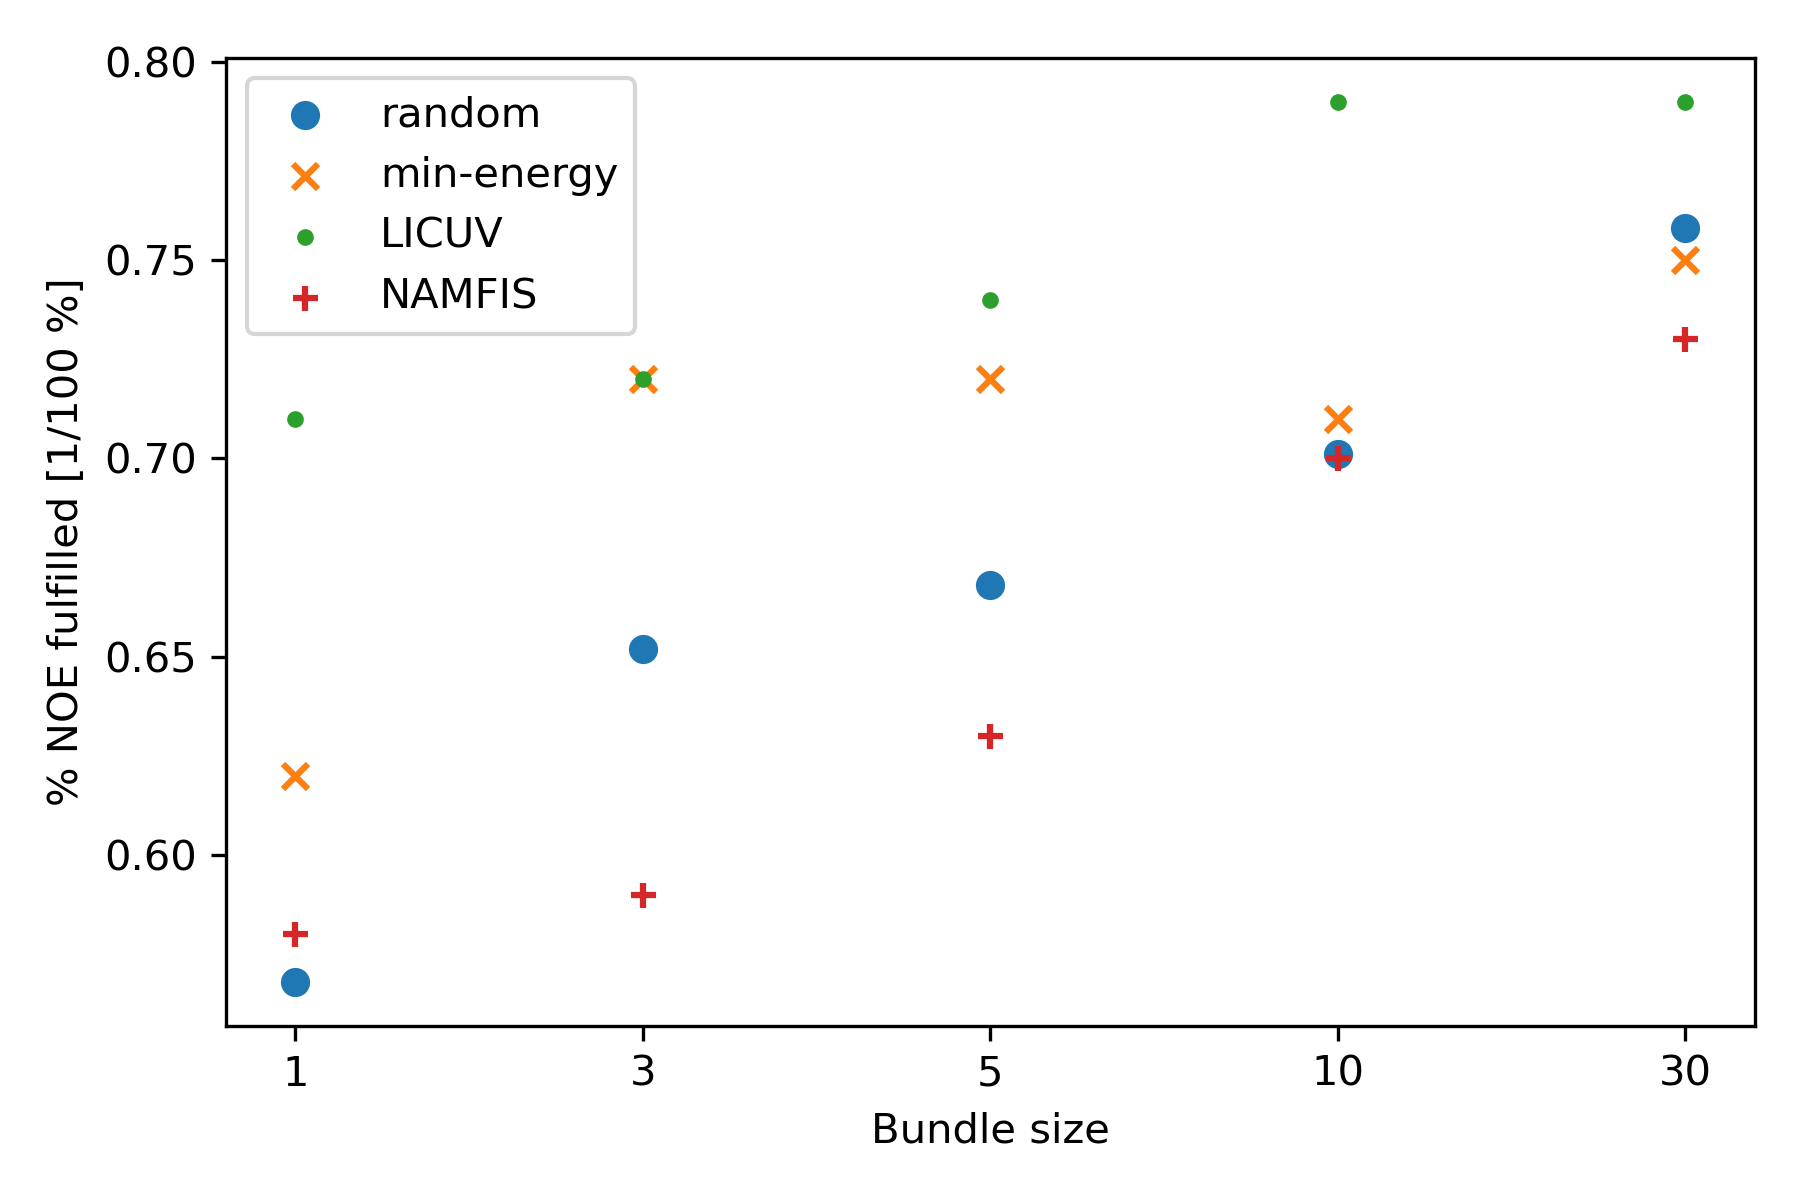 0.80
0.75
0.70
0.65
0.60
% NOE fulfilled [1/100 %]
random
min-energy
LICUV
NAMFIS
1 3 5 10 30
Bundle size